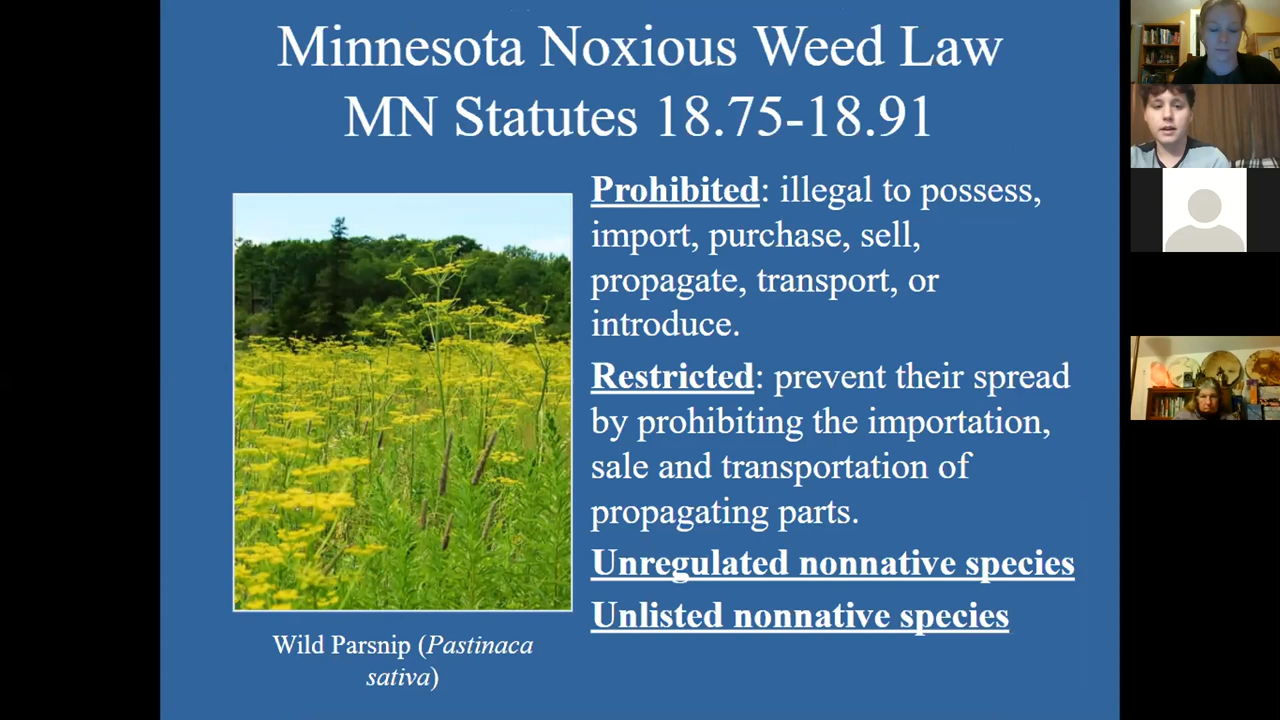 Minnesota Noxious Weed Law
MN Statutes 18.75-18.91
Prohibited: illegal to possess,
import, purchase, sell,
propagate, transport, or
introduce.
Restricted: prevent their spread
by prohibiting the importation,
sale and transportation of
propagating parts.
Unregulated nonnative species
Unlisted nonnative species
Wild Parsnip (Pastinaca
sativa)